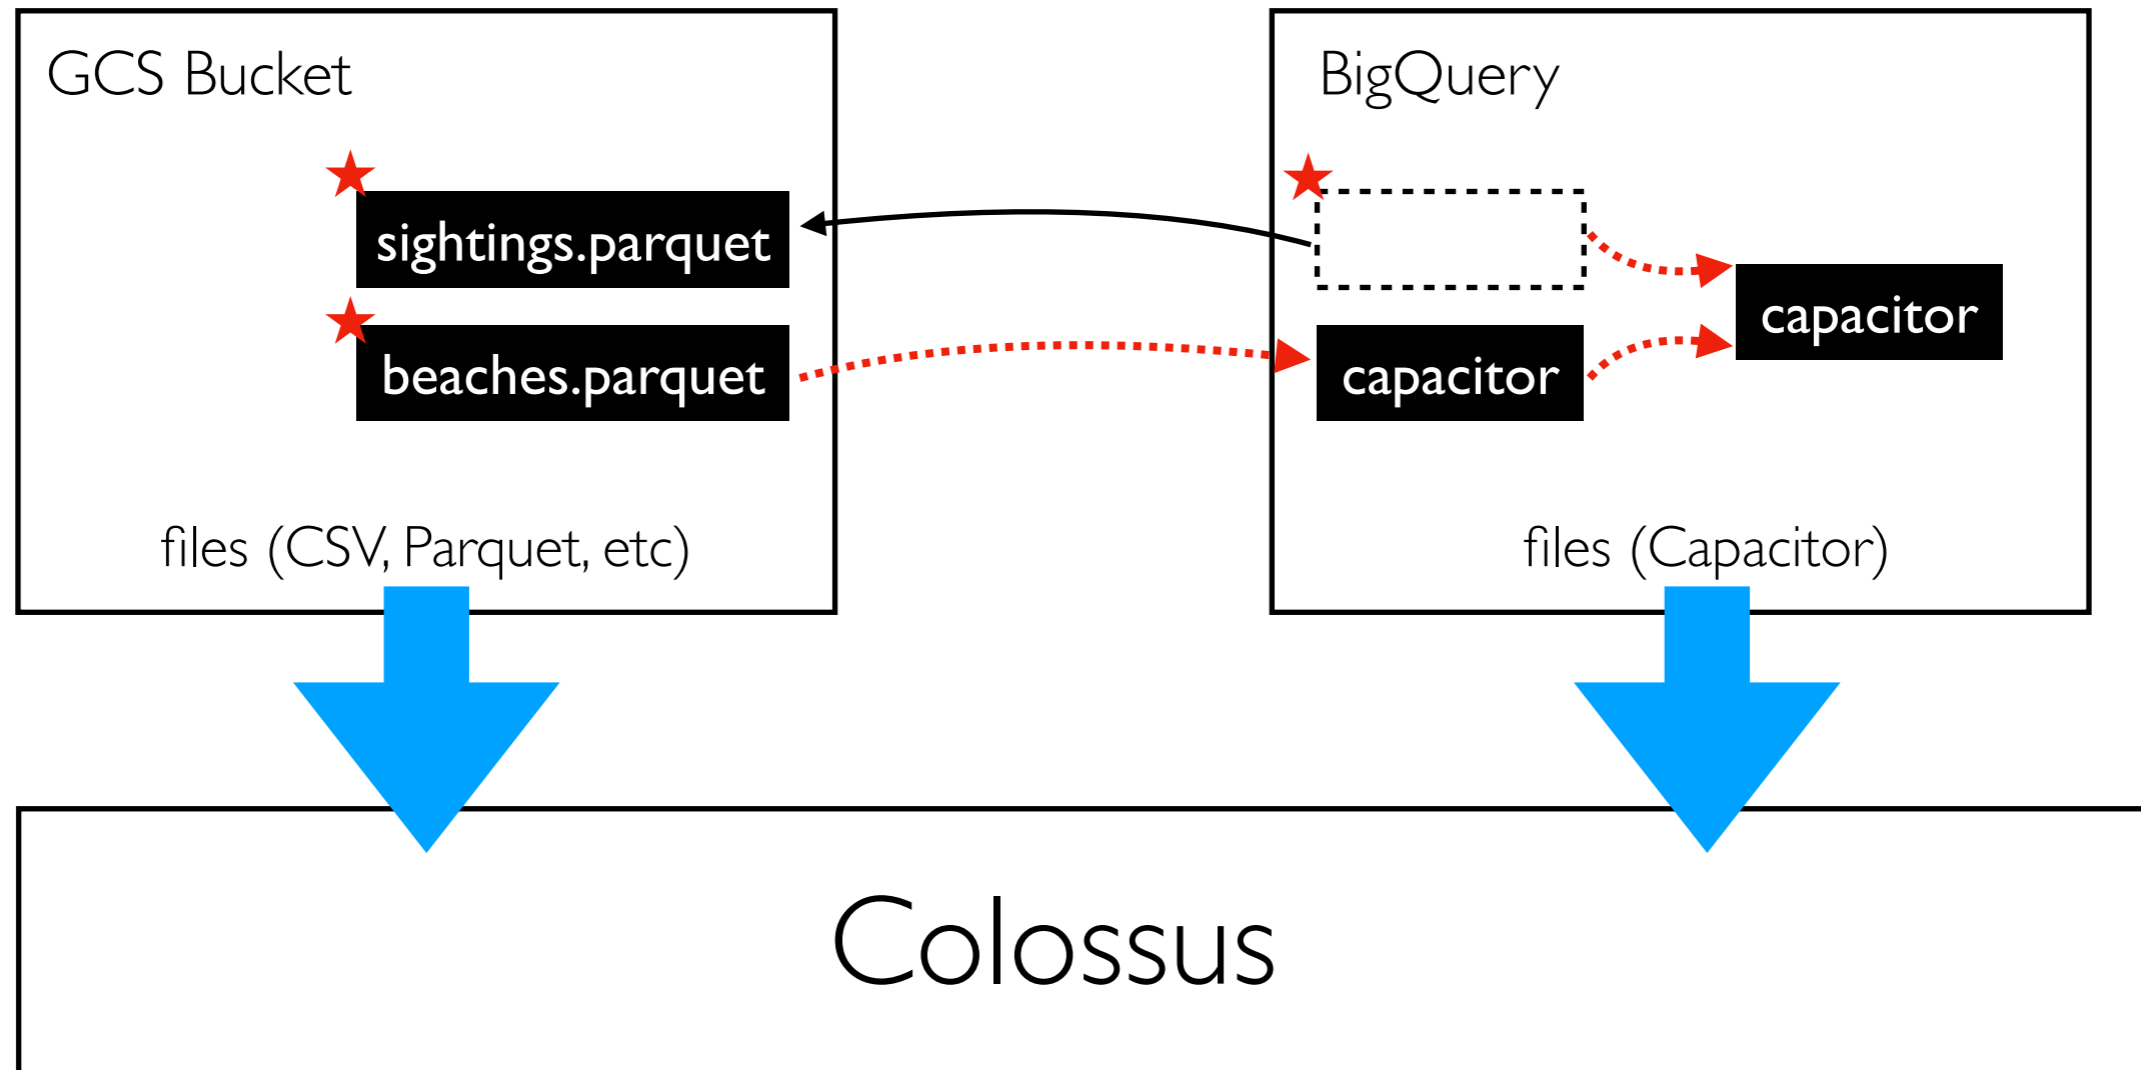 GCS Bucket
sightings.parquet
beaches.parquet
files (CSV, Parquet, etc)
BigQuery
capacitor
capacitor
files (Capacitor)
Colossus